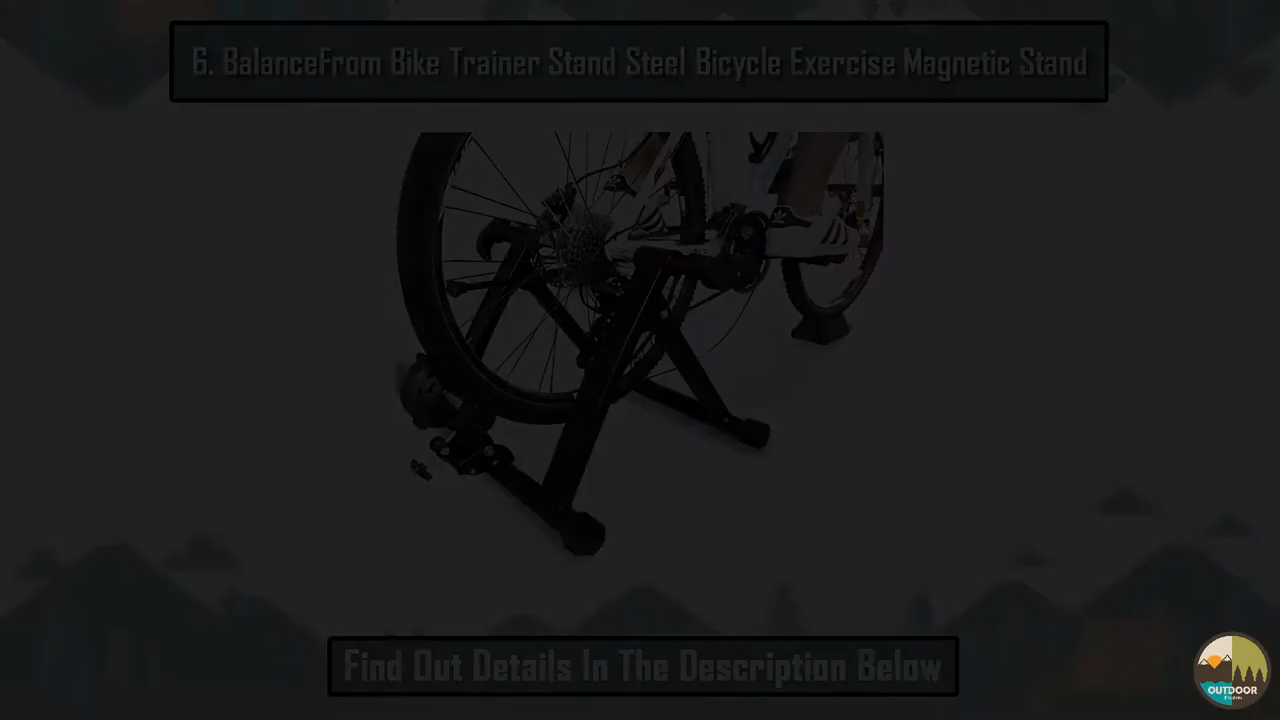 6. BalanceFrom Bike Trainer Stand Steel Bicycle Exercise Magnetic Stand
Find Out Details In The Description Below
OUTDOOR